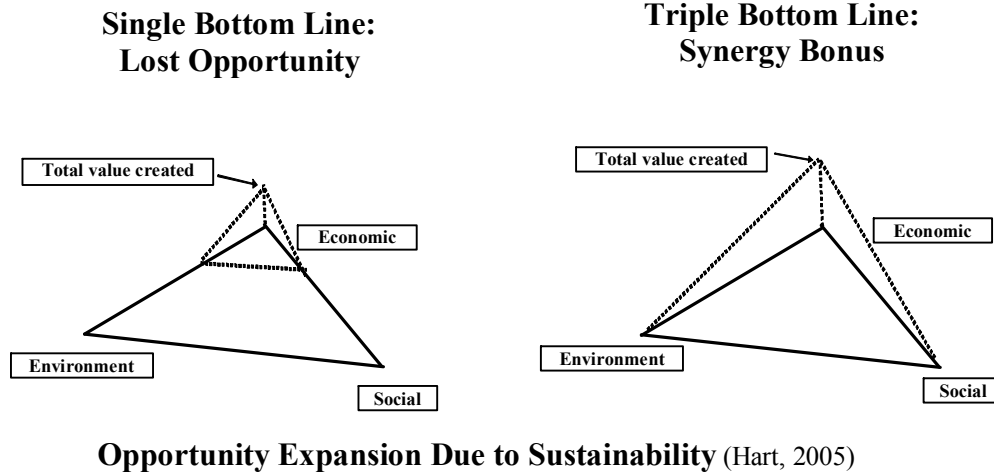 Single Bottom Line:
Lost Opportunity
Total value created
Economic
Environment
Social
Triple Bottom Line:
Synergy Bonus
Total value created
Economic
Environment
Social
Opportunity Expansion Due to Sustainability (Hart, 2005)